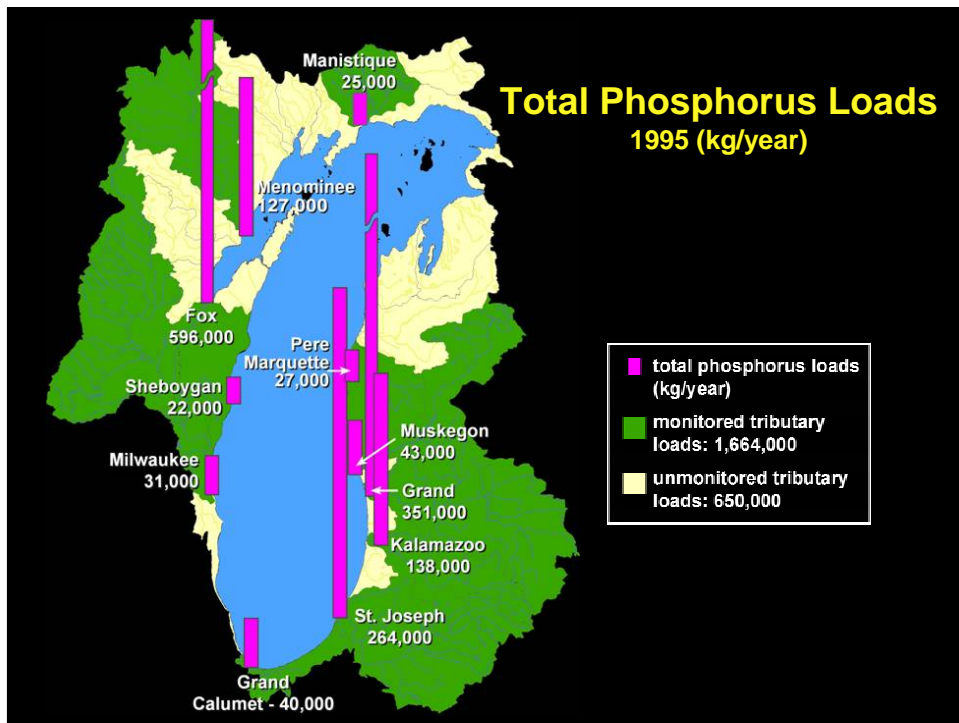 Total Phosphorus Loads
1995 (kg/year)
Manistique
25,000
Menominee
127,000
Fox
596,000
Pere
Marquette
27,000
Sheboygan
22,000
Muskegon
43,000
Milwaukee
31,000
Grand
351,000
Kalamazoo
138,000
St. Joseph
264,000
Grand
Calumet - 40,000
total phosphorus loads
(kg/year)
monitored tributary
loads: 1,664,000
unmonitored tributary
loads: 650,000